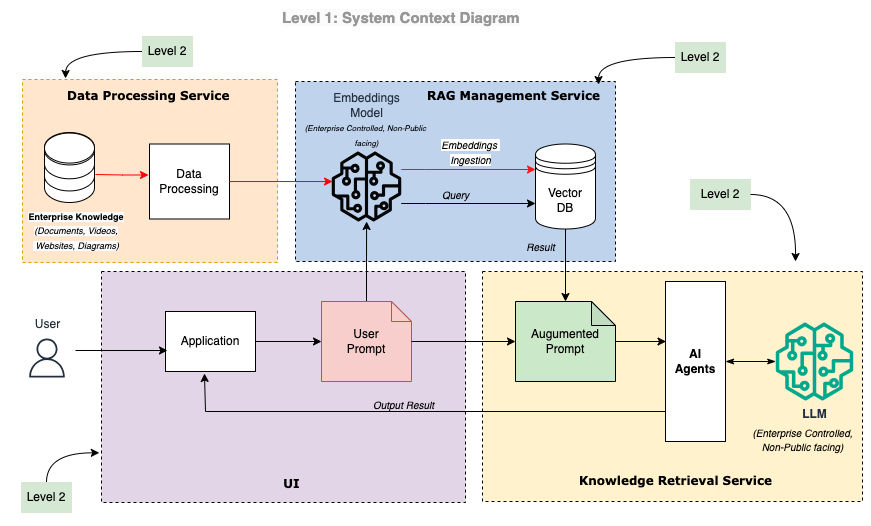 Level 1: System Context Diagram
Level 2
Level 2
Data Processing Service
Embeddings
Model
RAG Management Service
(Enterprise Controlled, Non-Public
facing)
Embeddings
Ingestion
Data
Processing
Query
Vector
DB
Level 2
Enterprise Knowledge
(Documents, Videos,
Websites, Diagrams)
Result
User
Application
User
Prompt
Augmented
Prompt
AI
Agents
Output Result
LLM
(Enterprise Controlled,
Non-Public facing)
UI
Knowledge Retrieval Service
Level 2